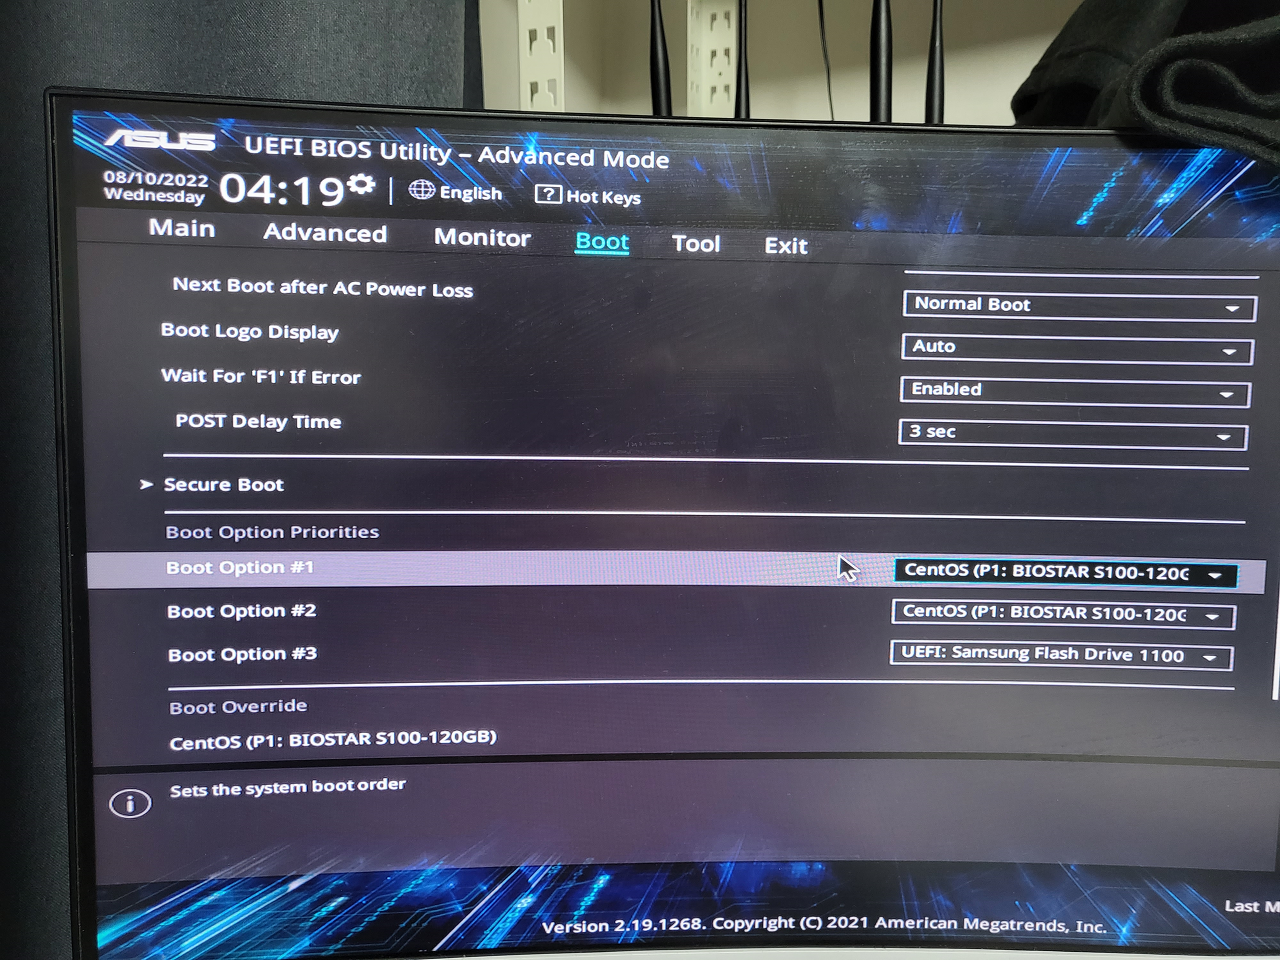 ASUS UEFI BIOS Utility – Advanced Mode
08/10/2022
Wednesday
04:19
English
? Hot Keys
Main Advanced Monitor Boot Tool Exit
Next Boot after AC Power Loss Normal Boot
Boot Logo Display Auto
Wait For 'F1' If Error Enabled
POST Delay Time 3 sec
> Secure Boot
Boot Option Priorities
Boot Option #1 CentOS (P1: BIOSTAR S100-120G
Boot Option #2 CentOS (P1: BIOSTAR S100-120G
Boot Option #3 UEFI: Samsung Flash Drive 1100
Boot Override
CentOS (P1: BIOSTAR S100-120GB)
i Sets the system boot order
Last M
Version 2.19.1268. Copyright (C) 2021 American Megatrends, Inc.